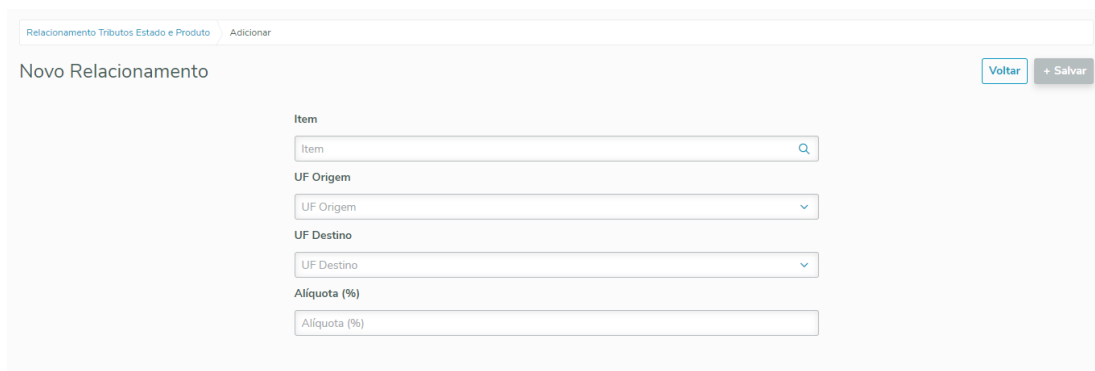 Relacionamento Tributos Estado e Produto Adicionar
Novo Relacionamento
Voltar
+ Salvar
Item
Item
UF Origem
UF Origem
UF Destino
UF Destino
Alíquota (%)
Alíquota (%)